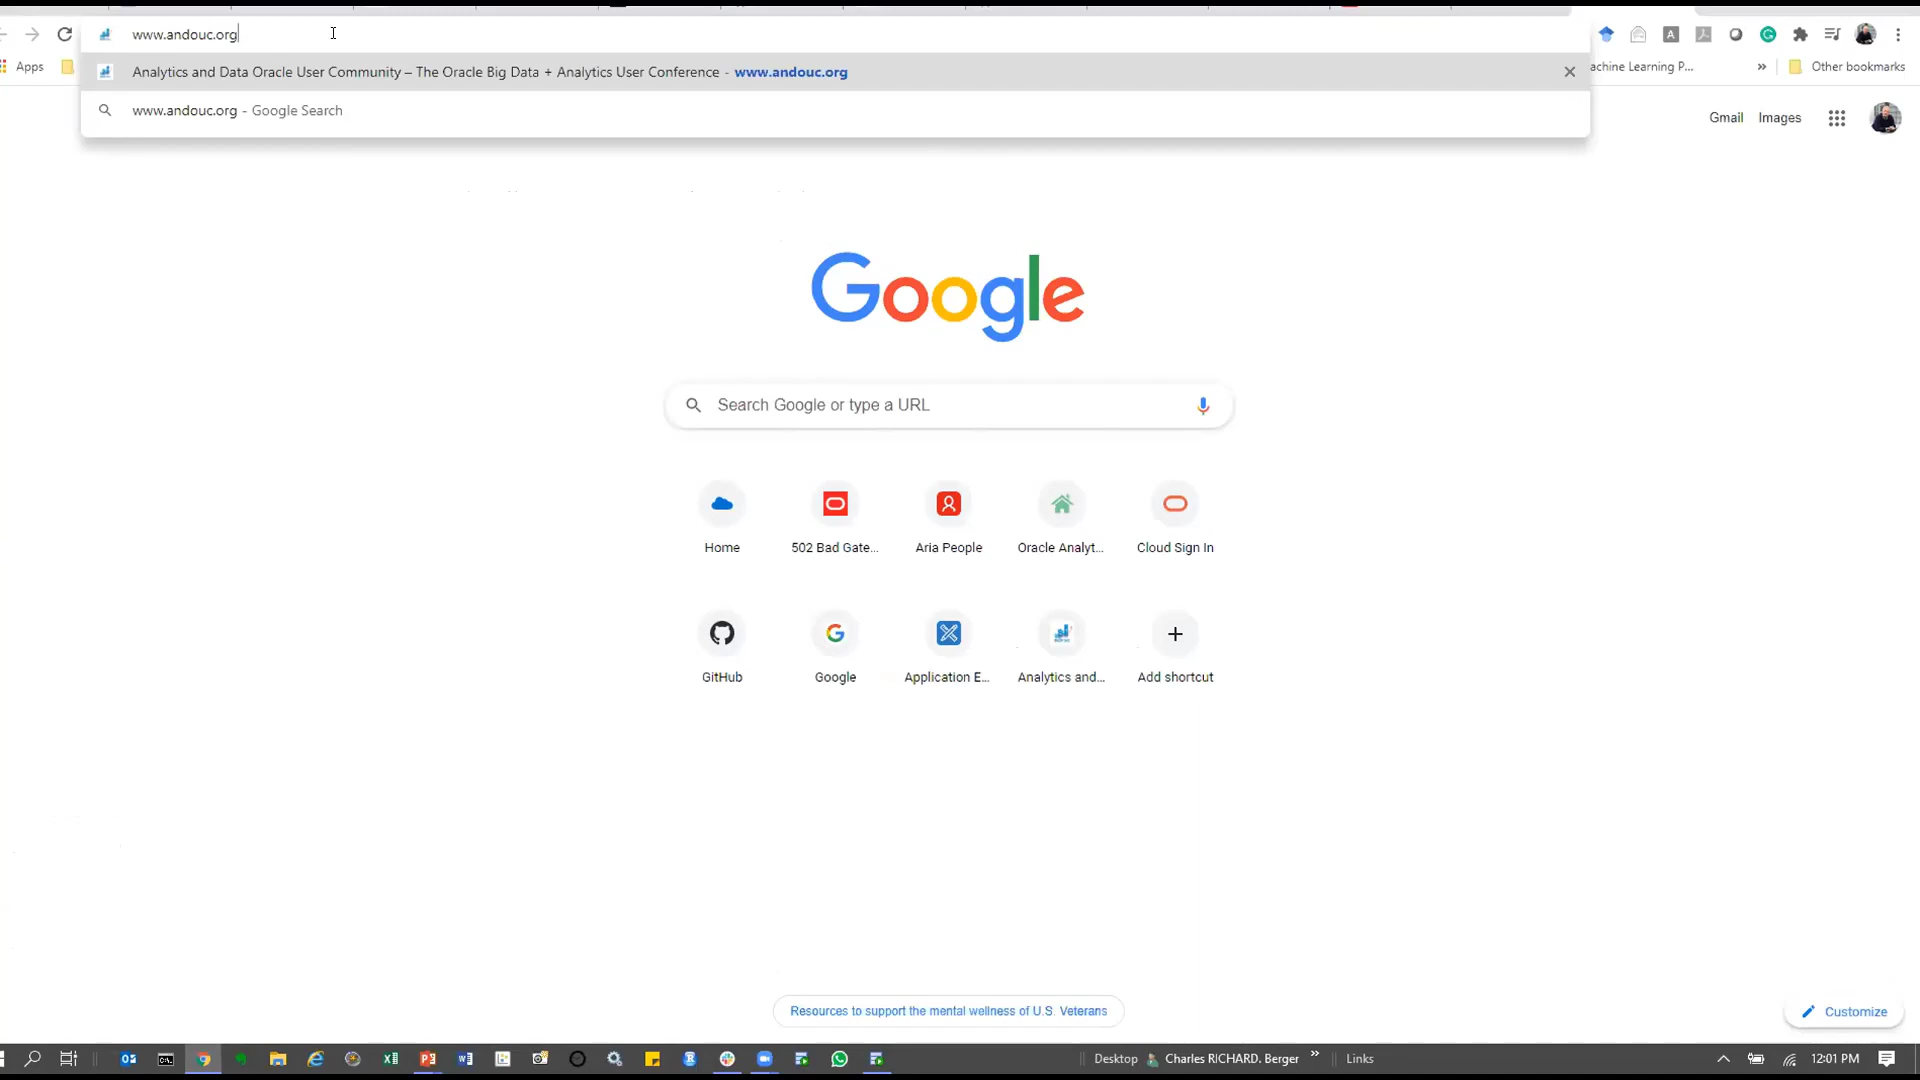 www.andouc.org
Apps
Analytics and Data Oracle User Community – The Oracle Big Data + Analytics User Conference - www.andouc.org
achine Learning P...
»
Other bookmarks
www.andouc.org - Google Search
Gmail
Images
Google
Search Google or type a URL
Home
502 Bad Gate...
Aria People
Oracle Analyt...
Cloud Sign In
GitHub
Google
Application E...
Analytics and...
Add shortcut
Resources to support the mental wellness of U.S. Veterans
Customize
Desktop
Charles RICHARD. Berger
»
Links
12:01 PM